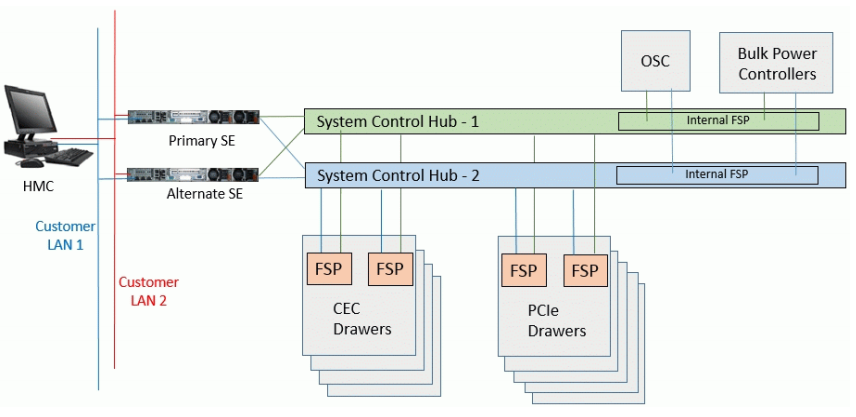 OSC
Bulk Power
Controllers
System Control Hub - 1
Internal FSP
Primary SE
System Control Hub - 2
Internal FSP
HMC
Alternate SE
Customer
LAN 1
Customer
LAN 2
FSP
FSP
CEC
Drawers
FSP
FSP
PCIe
Drawers